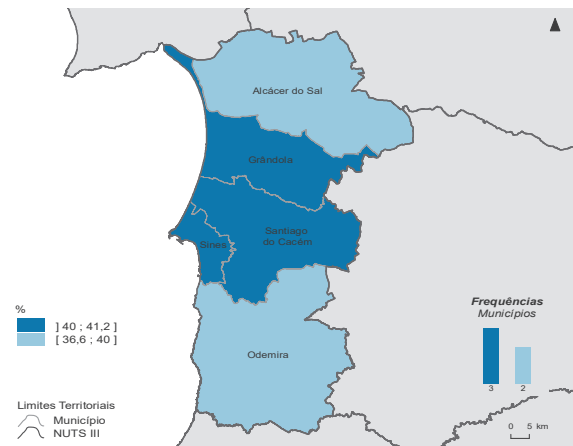 Alcácer do Sal
Grândola
Santiago
do Cacém
Sines
Odemira
%
] 40 ; 41,2 ]
[ 36,6 ; 40 ]
Limites Territoriais
Município
NUTS III
Frequências
Municípios
3 2
0 5 km